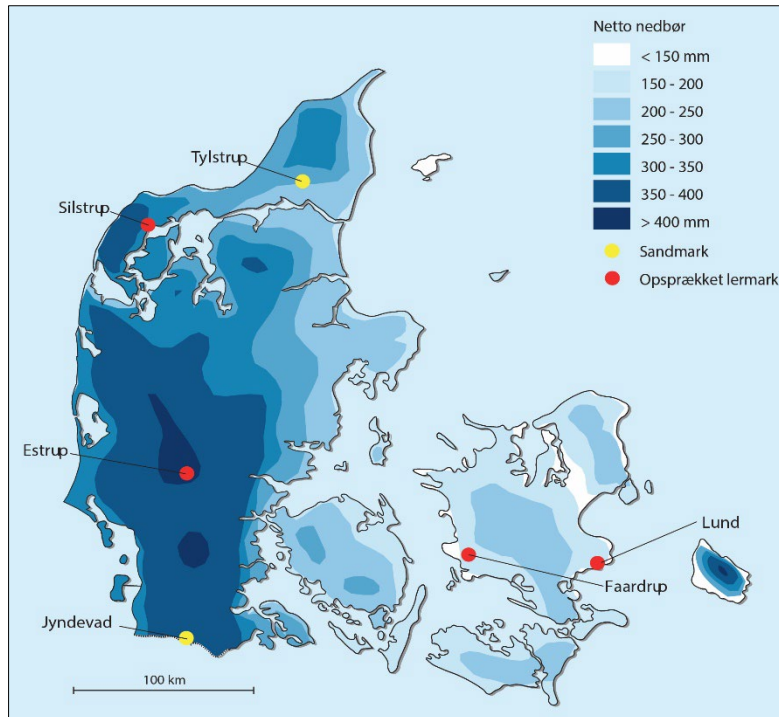 Netto nedbør
< 150 mm
150 - 200
200 - 250
250 - 300
300 - 350
350 - 400
> 400 mm
Sandmark
Opsprækket lermark
Tylstrup
Silstrup
Estrup
Lund
Faardrup
Jyndevad
100 km